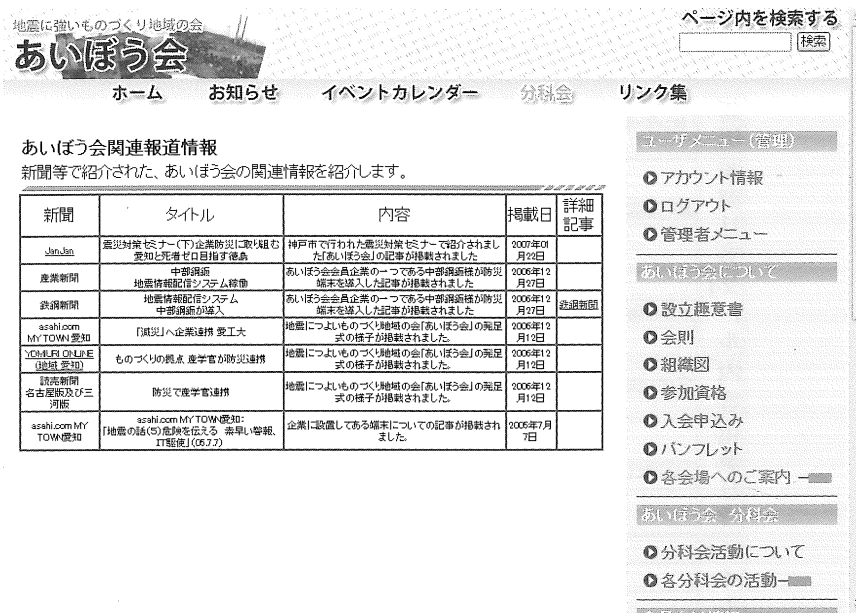 地震に強いものづくり地域の会
あいぼう会
ページ内を検索する
検索
ホーム お知らせ イベントカレンダー 分科会 リンク集
あいぼう会関連報道情報
新聞等で紹介された、あいぼう会の関連情報を紹介します。
新聞 タイトル 内容 掲載日 詳細
記事
JanJan
震災対策セミナー(下)企業防災に取り組む
愛知と死者ゼロ目指す徳島
神戸市で行われた震災対策セミナーで紹介されまし
た「あいぼう会」の記事が掲載されました
2007年01
月22日
産業新聞
中部鋼鈑
地震情報配信システム稼働
あいぼう会会員企業の一つである中部鋼鈑様が防災
端末を導入した記事が掲載されました
2006年12
月27日
鉄鋼新聞
地震情報配信システム
中部鋼鈑が導入
あいぼう会会員企業の一つである中部鋼鈑様が防災
端末を導入した記事が掲載されました
2006年12
月27日
鉄鋼新聞
asahi.com
MY TOWN 愛知
「減災」へ企業連携 愛工大
地震につよいものづくり地域の会「あいぼう会」の発足
式の様子が掲載されました。
2006年12
月12日
YOMIURI ONLINE
(地域 愛知)
ものづくりの拠点 産学官が防災連携
地震につよいものづくり地域の会「あいぼう会」の発足
式の様子が掲載されました。
2006年12
月12日
読売新聞
名古屋版及び三
河版
防災で産学官連携
地震につよいものづくり地域の会「あいぼう会」の発足
式の様子が掲載されました。
2006年12
月12日
asahi.com MY
TOWN愛知
asahi.com MY TOWN愛知:
「地震の話(5)危険を伝える 素早い警報、
IT駆使」(05.7.7)
企業に設置してある端末についての記事が掲載され
ました。
2005年7月
7日
ユーザメニュー(管理)
アカウント情報
ログアウト
管理者メニュー
あいぼう会について
設立趣意書
会則
組織図
参加資格
入会申込み
パンフレット
各会場へのご案内
あいぼう会 分科会
分科会活動について
各分科会の活動